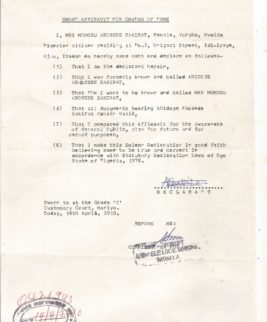 SWORN AFFIDAVIT FOR CHANGE OF NAME
I, MRS MOMODU ABOSEDE SAKIRAT, Female, Yoruba, Muslim
Nigerian citizen residing at No.3, Origari Street, Idi-Arere,
Ibadan do hereby make oath and declare as follows:
(1) That I am the declarant herein.
(2) That I was formerly known and called
ABOSEDE SAKIRAT
(3) That NOW I want to be known and called MRS MOMODU
ABOSEDE SAKIRAT.
(4) That all documents bearing Abosede
Sakirat remain valid.
(5) That I prepared this affidavit for the awareness
of General Public, also for future and for
record purposes.
(6) That I make this Solemn Declaration in good faith
believing same to be true and correct in
accordance with Statutory Declaration Laws of Oyo
State of Nigeria, 1978.
DECLARANT
Sworn to at the Grade 'C'
Customary Court, Moniya.
Today, 14th April, 2010.
BEFORE ME:
MONIYA